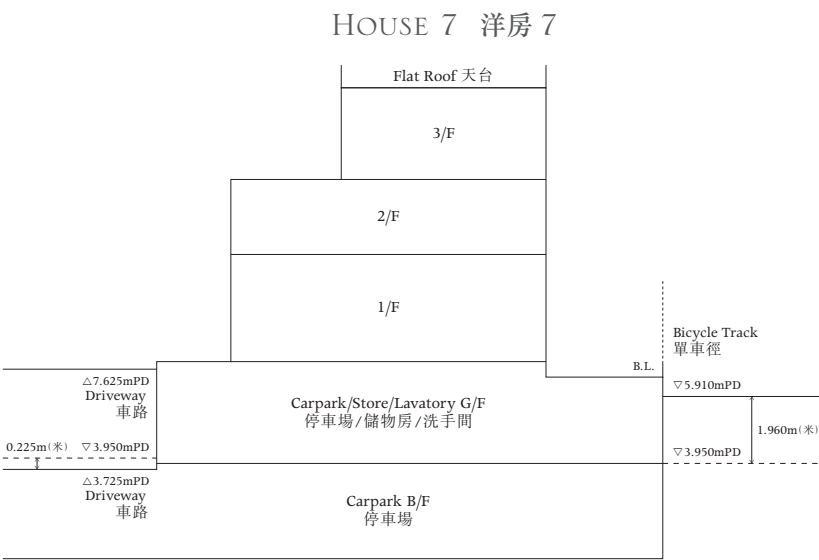 HOUSE 7 洋房 7
Flat Roof 天台
3/F
2/F
1/F
Bicycle Track
單車徑
B.L.
△7.625mPD
Driveway
車路
▽5.910mPD
Carpark/Store/Lavatory G/F
停車場/儲物房/洗手間
1.960m(米)
0.225m(米) ▽3.950mPD
▽3.950mPD
△3.725mPD
Driveway
車路
Carpark B/F
停車場